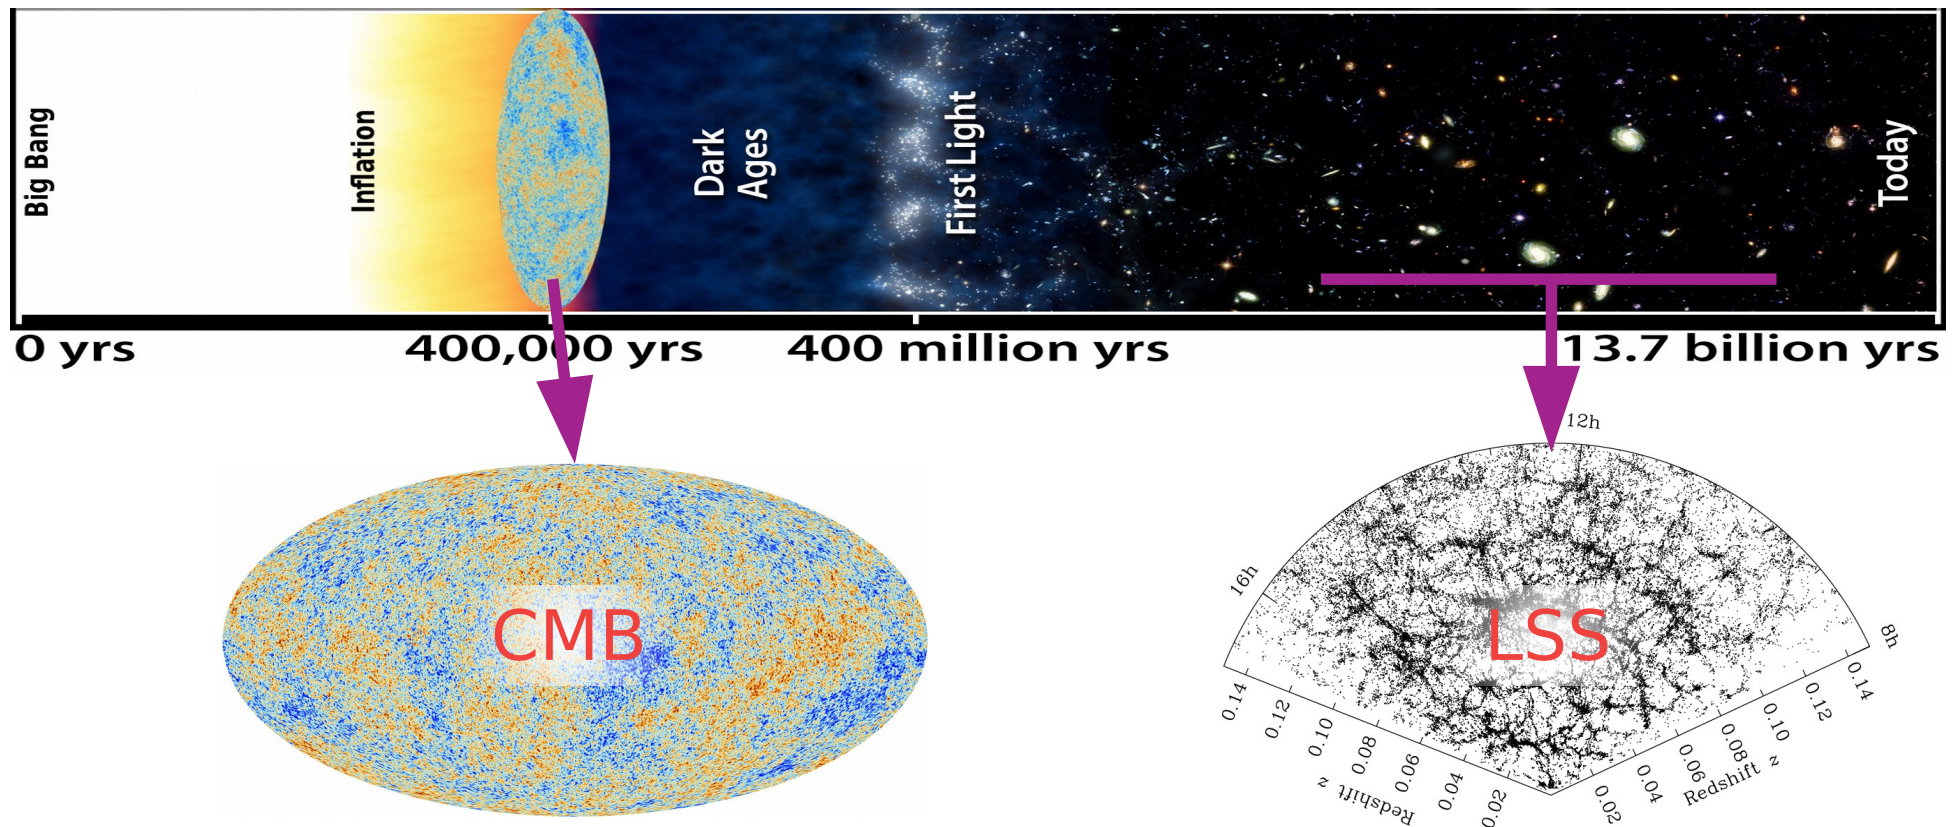 Big Bang
Inflation
Dark
Ages
First Light
Today
0 yrs
400,000 yrs
400 million yrs
13.7 billion yrs
CMB
LSS
12h
16h
8h
0.14
0.12
0.10
0.08
0.06
0.04
0.02
Redshift z
0.02
0.04
0.06
0.08
0.10
0.12
0.14
Redshift z